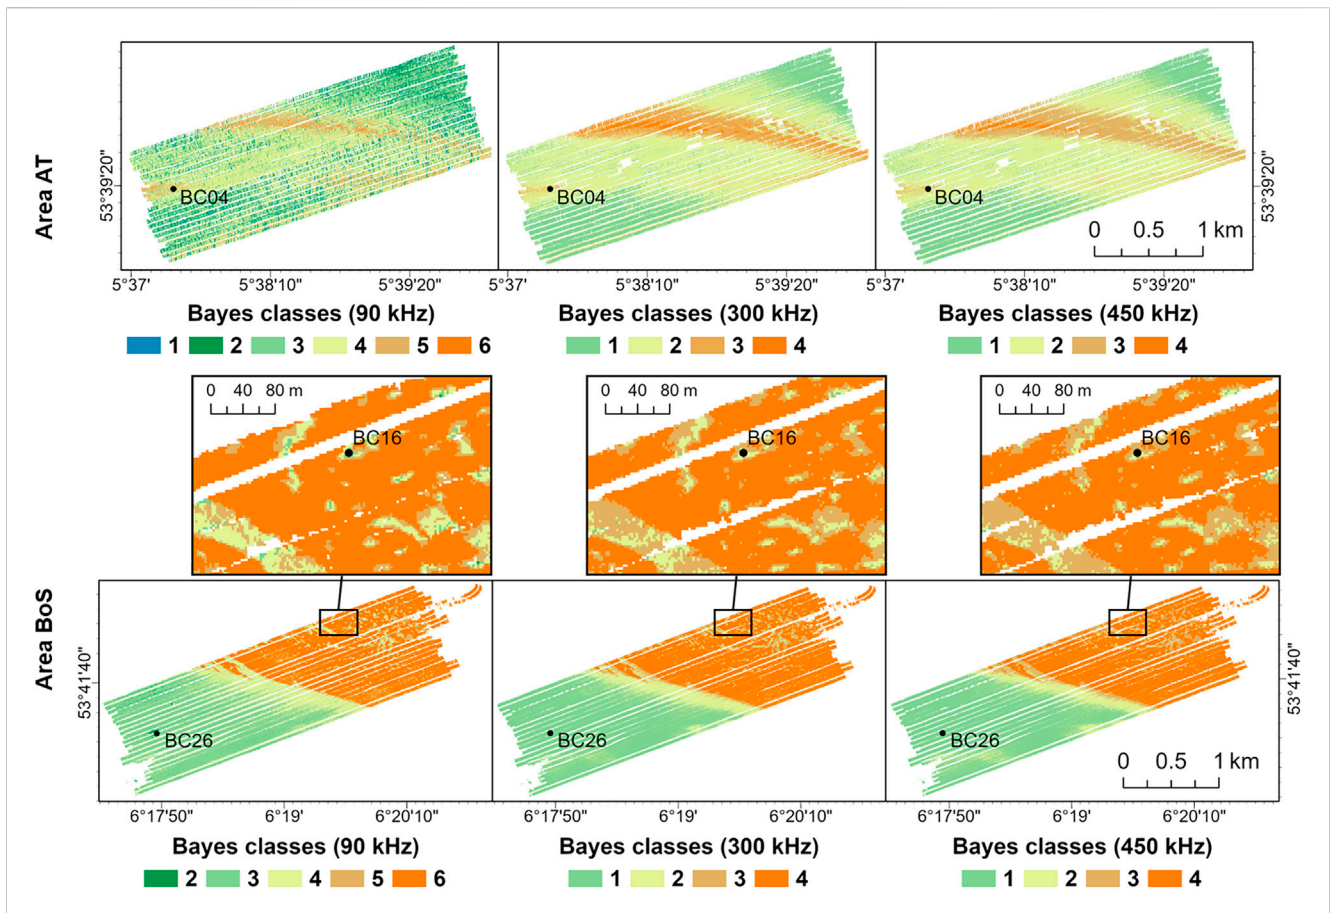 Area AT
53°39'20"
BC04
BC04
BC04
53°39'20"
0 0.5 1 km
5°37' 5°38'10" 5°39'20" 5°37' 5°38'10" 5°39'20" 5°37' 5°38'10" 5°39'20"
Bayes classes (90 kHz) Bayes classes (300 kHz) Bayes classes (450 kHz)
1 2 3 4 5 6 1 2 3 4 1 2 3 4
0 40 80 m 0 40 80 m 0 40 80 m
BC16 BC16 BC16
Area BoS
53°41'40"
53°41'40"
BC26 BC26 BC26
0 0.5 1 km
6°17'50" 6°19' 6°20'10" 6°17'50" 6°19' 6°20'10" 6°17'50" 6°19' 6°20'10"
Bayes classes (90 kHz) Bayes classes (300 kHz) Bayes classes (450 kHz)
2 3 4 5 6 1 2 3 4 1 2 3 4